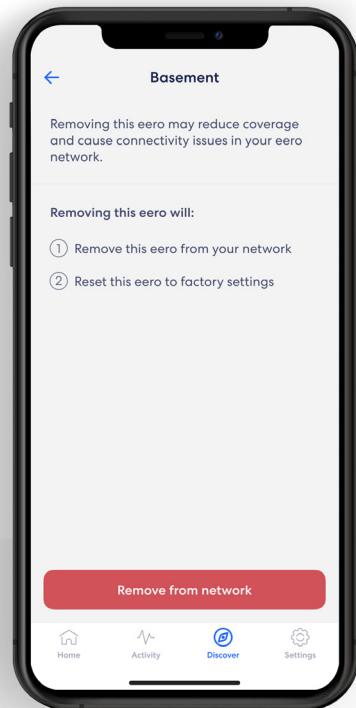 Basement
Removing this eero may reduce coverage
and cause connectivity issues in your eero
network.
Removing this eero will:
1 Remove this eero from your network
2 Reset this eero to factory settings
Remove from network
Home Activity Discover Settings